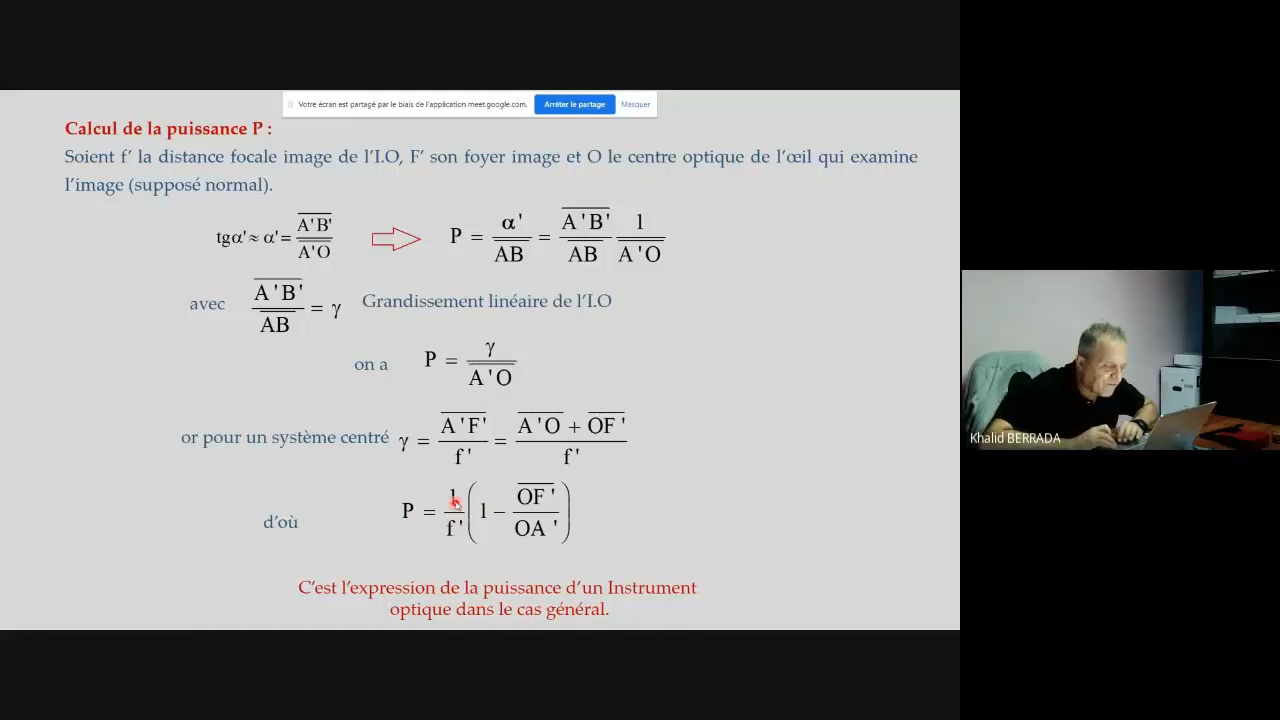 Votre écran est partagé par le biais de l'application meet.google.com. Arrêter le partage Masquer
Calcul de la puissance P :
Soient f' la distance focale image de l'I.O, F' son foyer image et O le centre optique de l'œil qui examine
l'image (supposé normal).
tgα' ≈ α' = A'B' / A'O ⇒ P = α' / AB = A'B' / AB 1 / A'O
avec A'B' / AB = γ Grandissement linéaire de l'I.O
on a P = γ / A'O
or pour un système centré γ = A'F' / f' = A'O + OF' / f'
d'où P = 1 / f' (1 − OF' / OA')
C'est l'expression de la puissance d'un Instrument
optique dans le cas général.
Khalid BERRADA